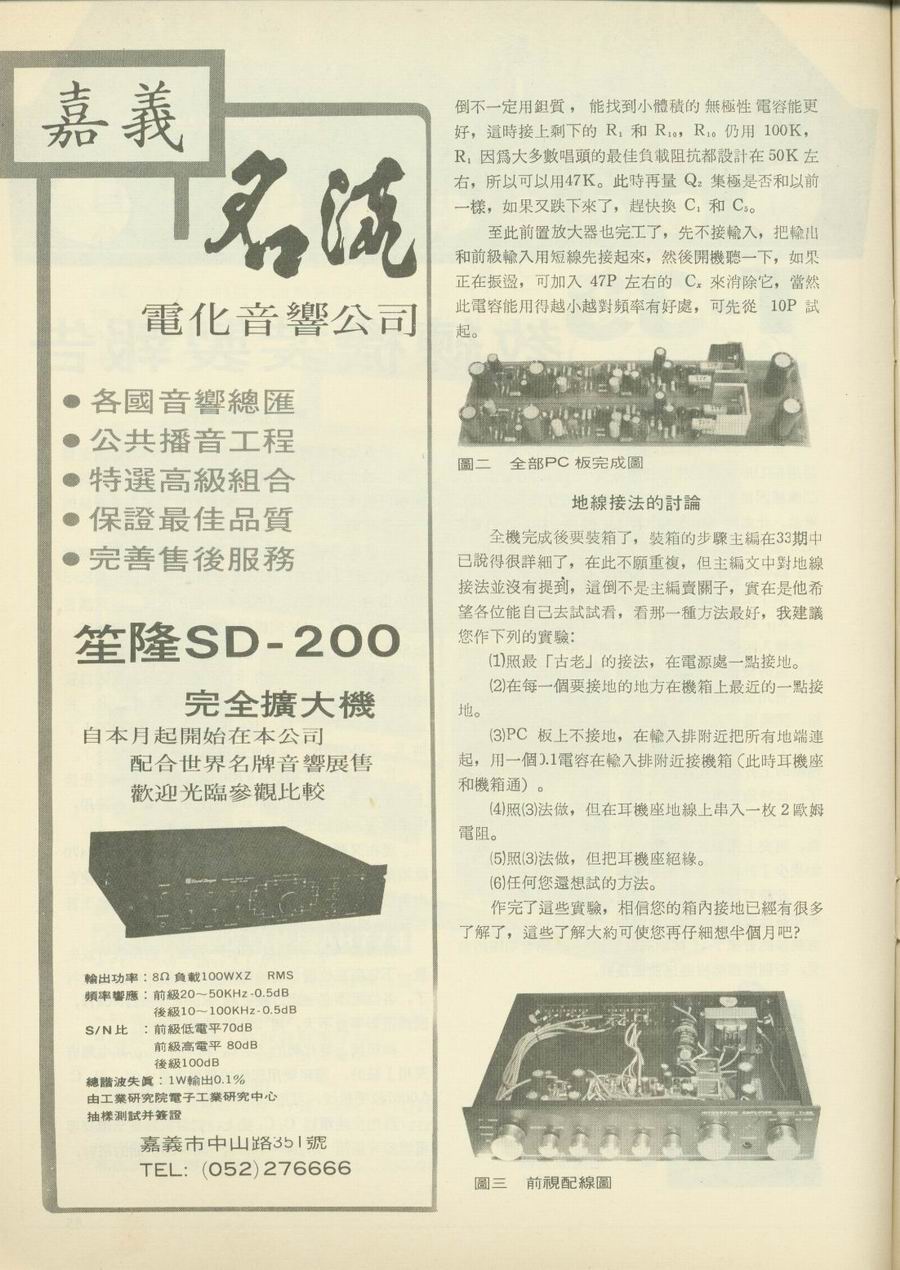 嘉義
名流
電化音響公司
●各國音響總匯
●公共播音工程
●特選高級組合
●保證最佳品質
●完善售後服務
笙隆SD-200
完全擴大機
自本月起開始在本公司
配合世界名牌音響展售
歡迎光臨參觀比較
輸出功率：8Ω 負載100WXZ RMS
頻率響應：前級20～50KHz-0.5dB
後級10～100KHz-0.5dB
S/N比 ：前級低電平70dB
前級高電平 80dB
後級100dB
總諧波失眞：1W輸出0.1%
由工業研究院電子工業研究中心
抽樣測試并簽證
嘉義市中山路351號
TEL: (052)276666
倒不一定用鉭質，能找到小體積的無極性電容能更
好，這時接上剩下的 R₁ 和 R₁₀，R₁₀ 仍用 100K，
R₁ 因爲大多數唱頭的最佳負載阻抗都設計在 50K 左
右，所以可以用47K。此時再量 Q₂ 集極是否和以前
一樣，如果又跌下來了，趕快換 C₁ 和 C₅。
至此前置放大器也完工了，先不接輸入，把輸出
和前級輸入用短線先接起來，然後開機聽一下，如果
正在振盪，可加入 47P 左右的 Cₓ 來消除它，當然
此電容能用得越小越對頻率有好處，可先從 10P 試
起。
圖二 全部PC 板完成圖
地線接法的討論
全機完成後要裝箱了，裝箱的步驟主編在33期中
已說得很詳細了，在此不願重複，但主編文中對地線
接法並沒有提到，這倒不是主編賣關子，實在是他希
望各位能自己去試試看，看那一種方法最好，我建議
您作下列的實驗：
⑴照最「古老」的接法，在電源處一點接地。
⑵在每一個要接地的地方在機箱上最近的一點接
地。
⑶PC 板上不接地，在輸入排附近把所有地端連
起，用一個0.1電容在輸入排附近接機箱（此時耳機座
和機箱通）。
⑷照⑶法做，但在耳機座地線上串入一枚 2 歐姆
電阻。
⑸照⑶法做，但把耳機座絕緣。
⑹任何您還想試的方法。
作完了這些實驗，相信您的箱內接地已經有很多
了解了，這些了解大約可使您再仔細想半個月吧？
圖三 前視配線圖